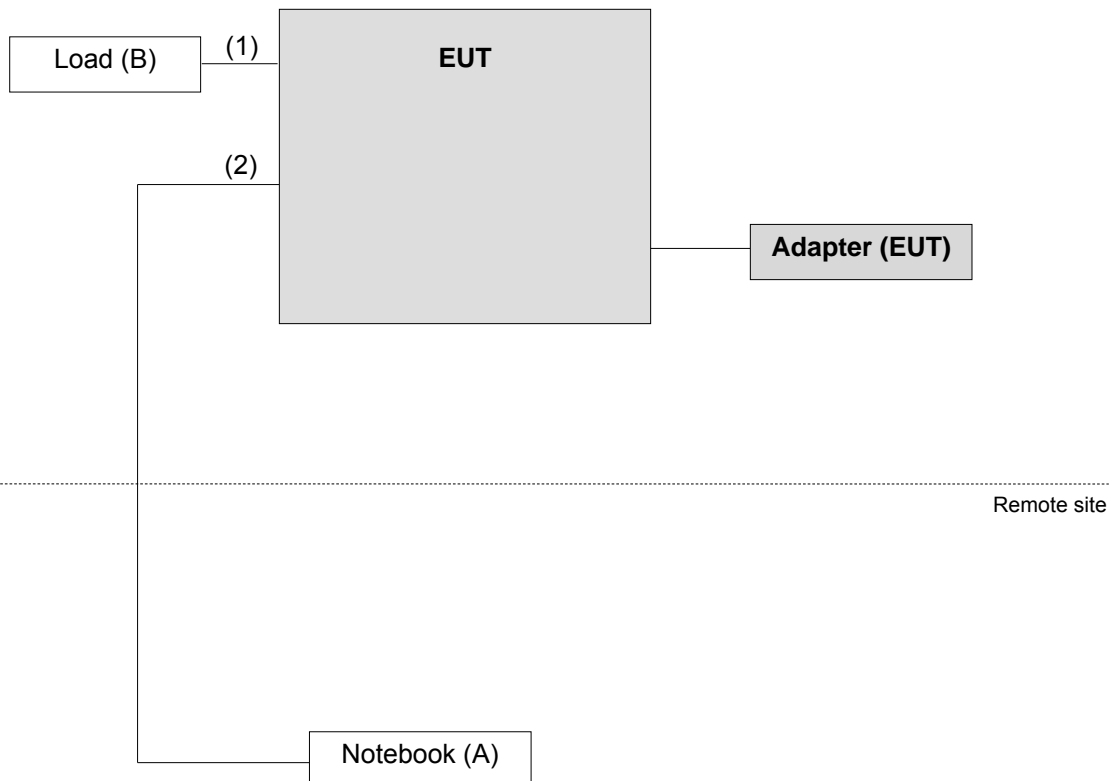 (1)
Load (B)
EUT
(2)
Adapter (EUT)
Remote site
Notebook (A)